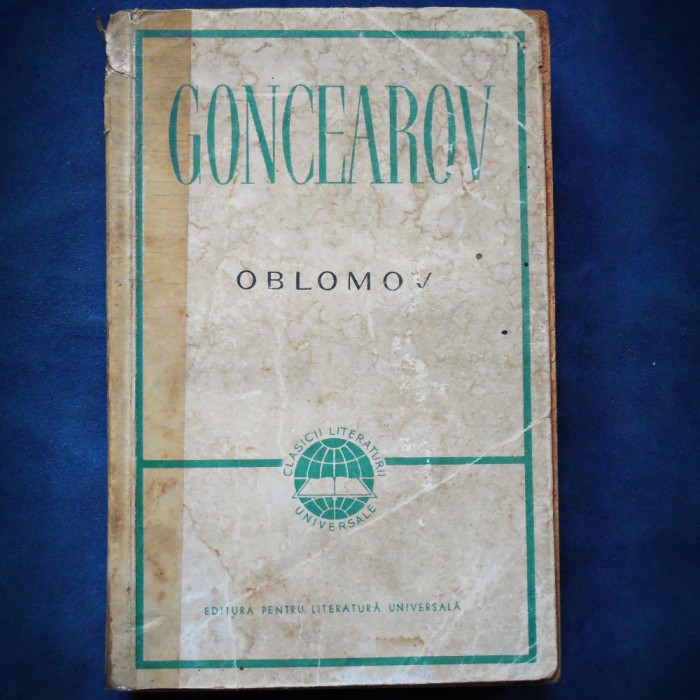 GONCEAROV
OBLOMOV
CLASICII LITERATURII
UNIVERSALE
EDITURA PENTRU LITERATURĂ UNIVERSALĂ